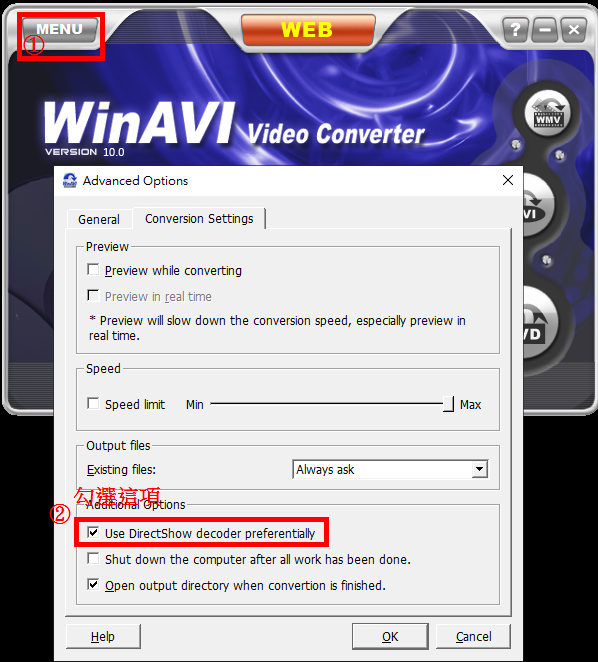 MENU
①
WEB
?
WMV
WinAVI Video Converter
VERSION 10.0
VI
VD
Advanced Options
General
Conversion Settings
Preview
Preview while converting
Preview in real time
* Preview will slow down the conversion speed, especially preview in
real time.
Speed
Speed limit
Min
Max
Output files
Existing files:
Always ask
勾選這項
Additional Options
②
Use DirectShow decoder preferentially
Shut down the computer after all work has been done.
Open output directory when convertion is finished.
Help
OK
Cancel